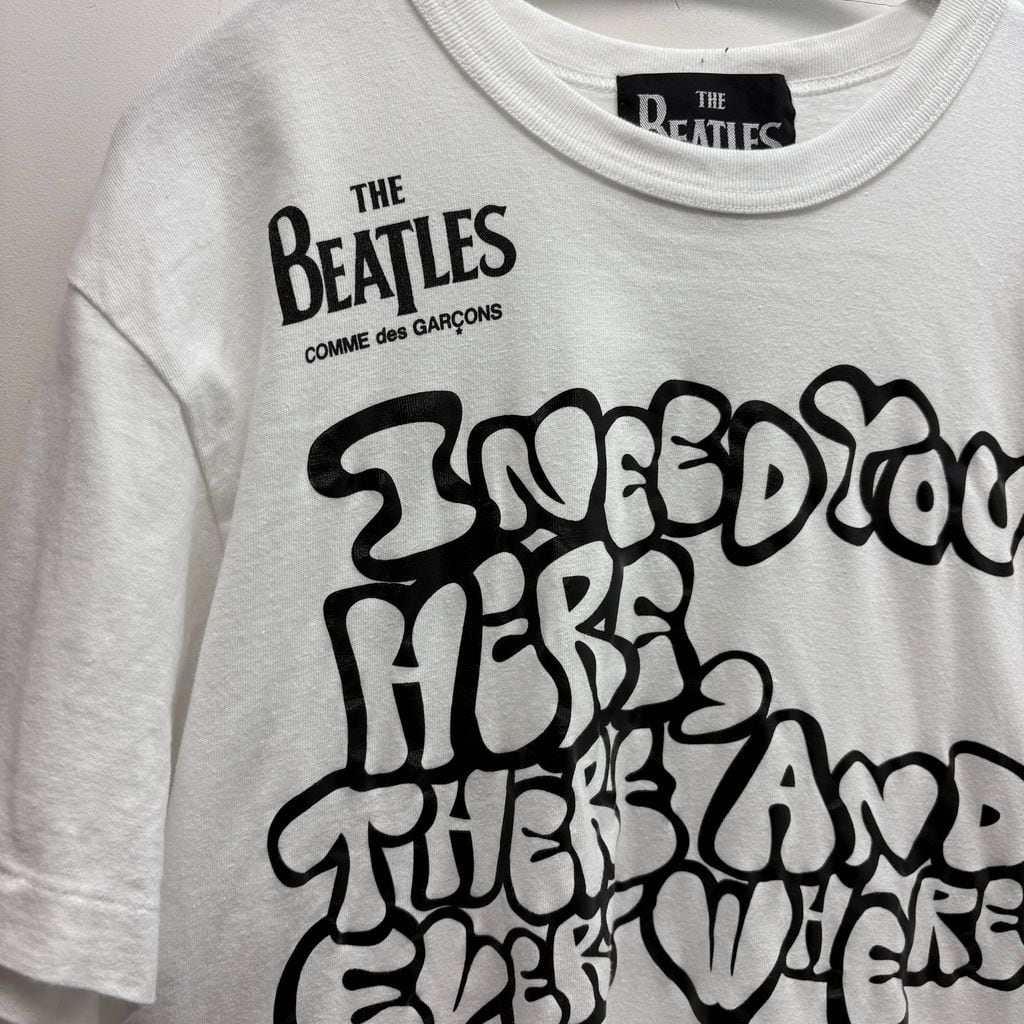 THE
BEATLES
THE
BEATLES
COMME des GARÇONS
I NEED YOU
HERE,
THERE, AND
EVERYWHERE